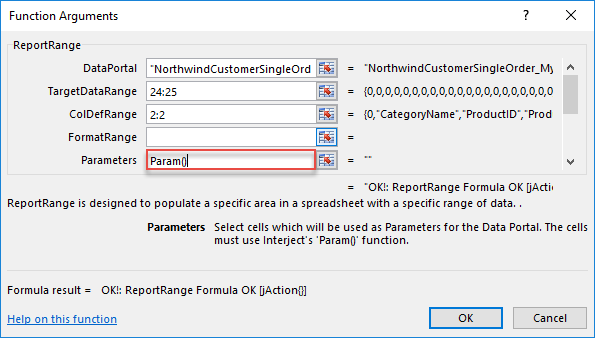 Function Arguments
ReportRange
DataPortal "NorthwindCustomerSingleOrd = "NorthwindCustomerSingleOrder_My
TargetDataRange 24:25 = {0,0,0,0,0,0,0,0,0,0,0,0,0,0,0,0,0,0,0,0
ColDefRange 2:2 = {0,"CategoryName","ProductID","Prod
FormatRange =
Parameters Param() = ""
= "OK!: ReportRange Formula OK [jAction
ReportRange is designed to populate a specific area in a spreadsheet with a specific range of data. .
Parameters Select cells which will be used as Parameters for the Data Portal. The cells
must use Interject's 'Param()' function.
Formula result = OK!: ReportRange Formula OK [jAction{}]
Help on this function OK Cancel